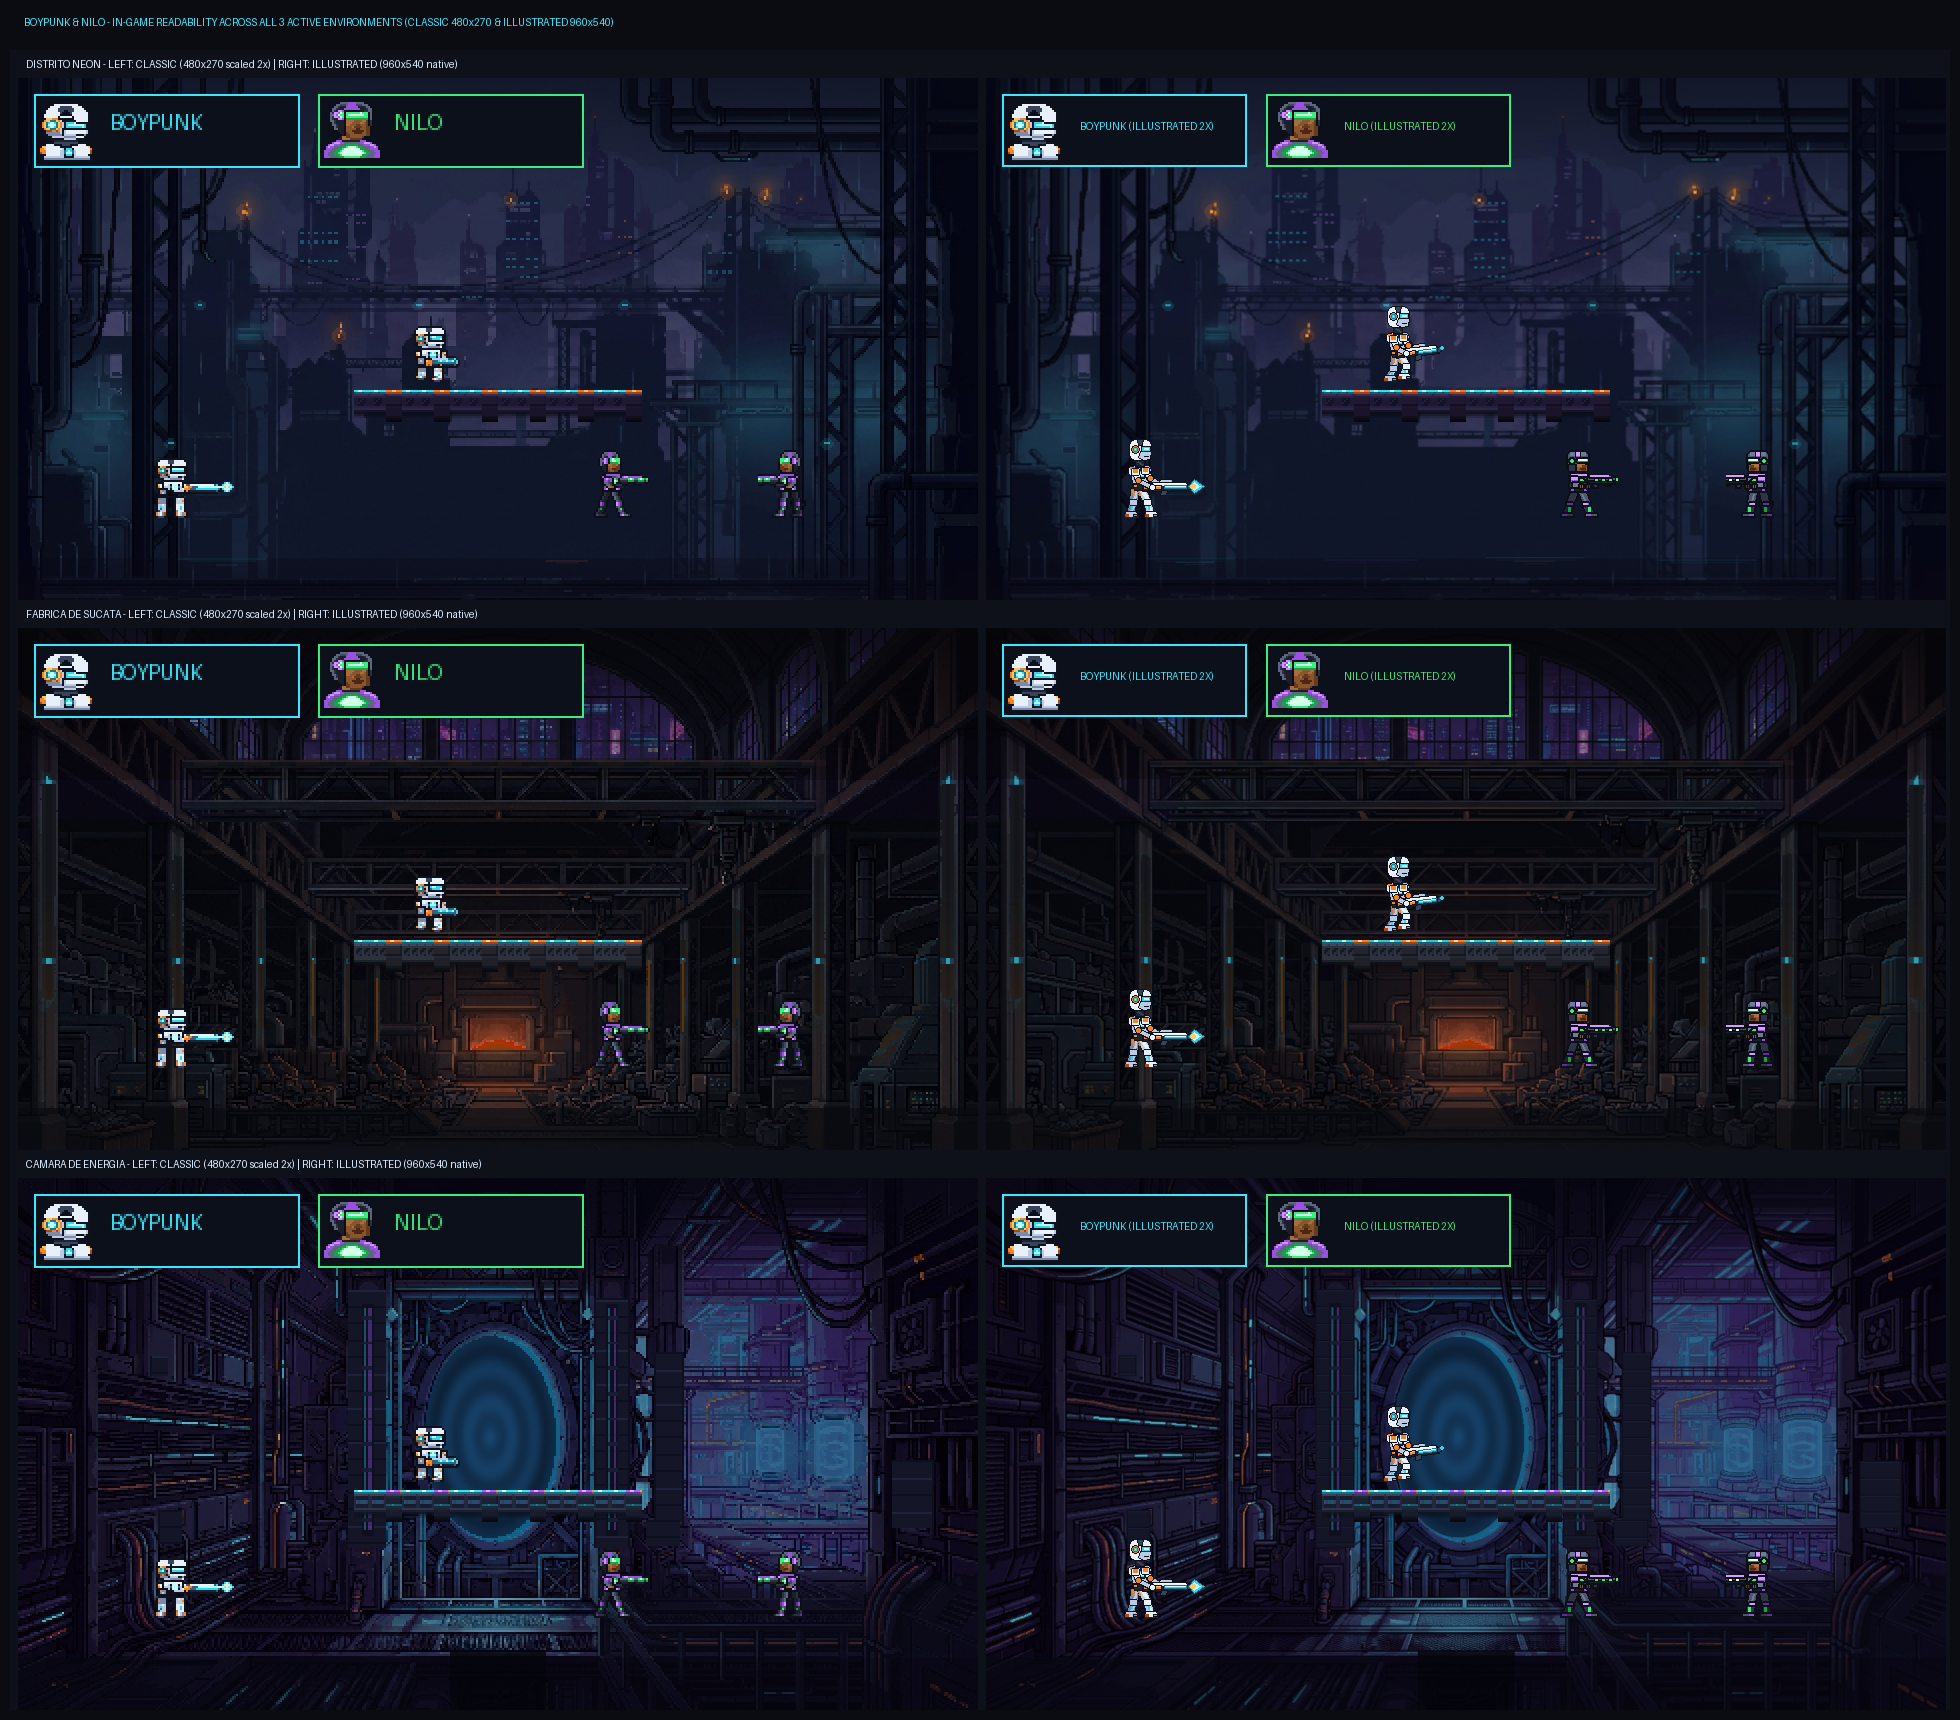 BOYPUNK & NILO - IN-GAME READABILITY ACROSS ALL 3 ACTIVE ENVIRONMENTS (CLASSIC 480x270 & ILLUSTRATED 960x540)
DISTRITO NEON - LEFT: CLASSIC (480x270 scaled 2x) | RIGHT: ILLUSTRATED (960x540 native)
BOYPUNK
NILO
BOYPUNK (ILLUSTRATED 2X)
NILO (ILLUSTRATED 2X)
FABRICA DE SUCATA - LEFT: CLASSIC (480x270 scaled 2x) | RIGHT: ILLUSTRATED (960x540 native)
BOYPUNK
NILO
BOYPUNK (ILLUSTRATED 2X)
NILO (ILLUSTRATED 2X)
CAMARA DE ENERGIA - LEFT: CLASSIC (480x270 scaled 2x) | RIGHT: ILLUSTRATED (960x540 native)
BOYPUNK
NILO
BOYPUNK (ILLUSTRATED 2X)
NILO (ILLUSTRATED 2X)